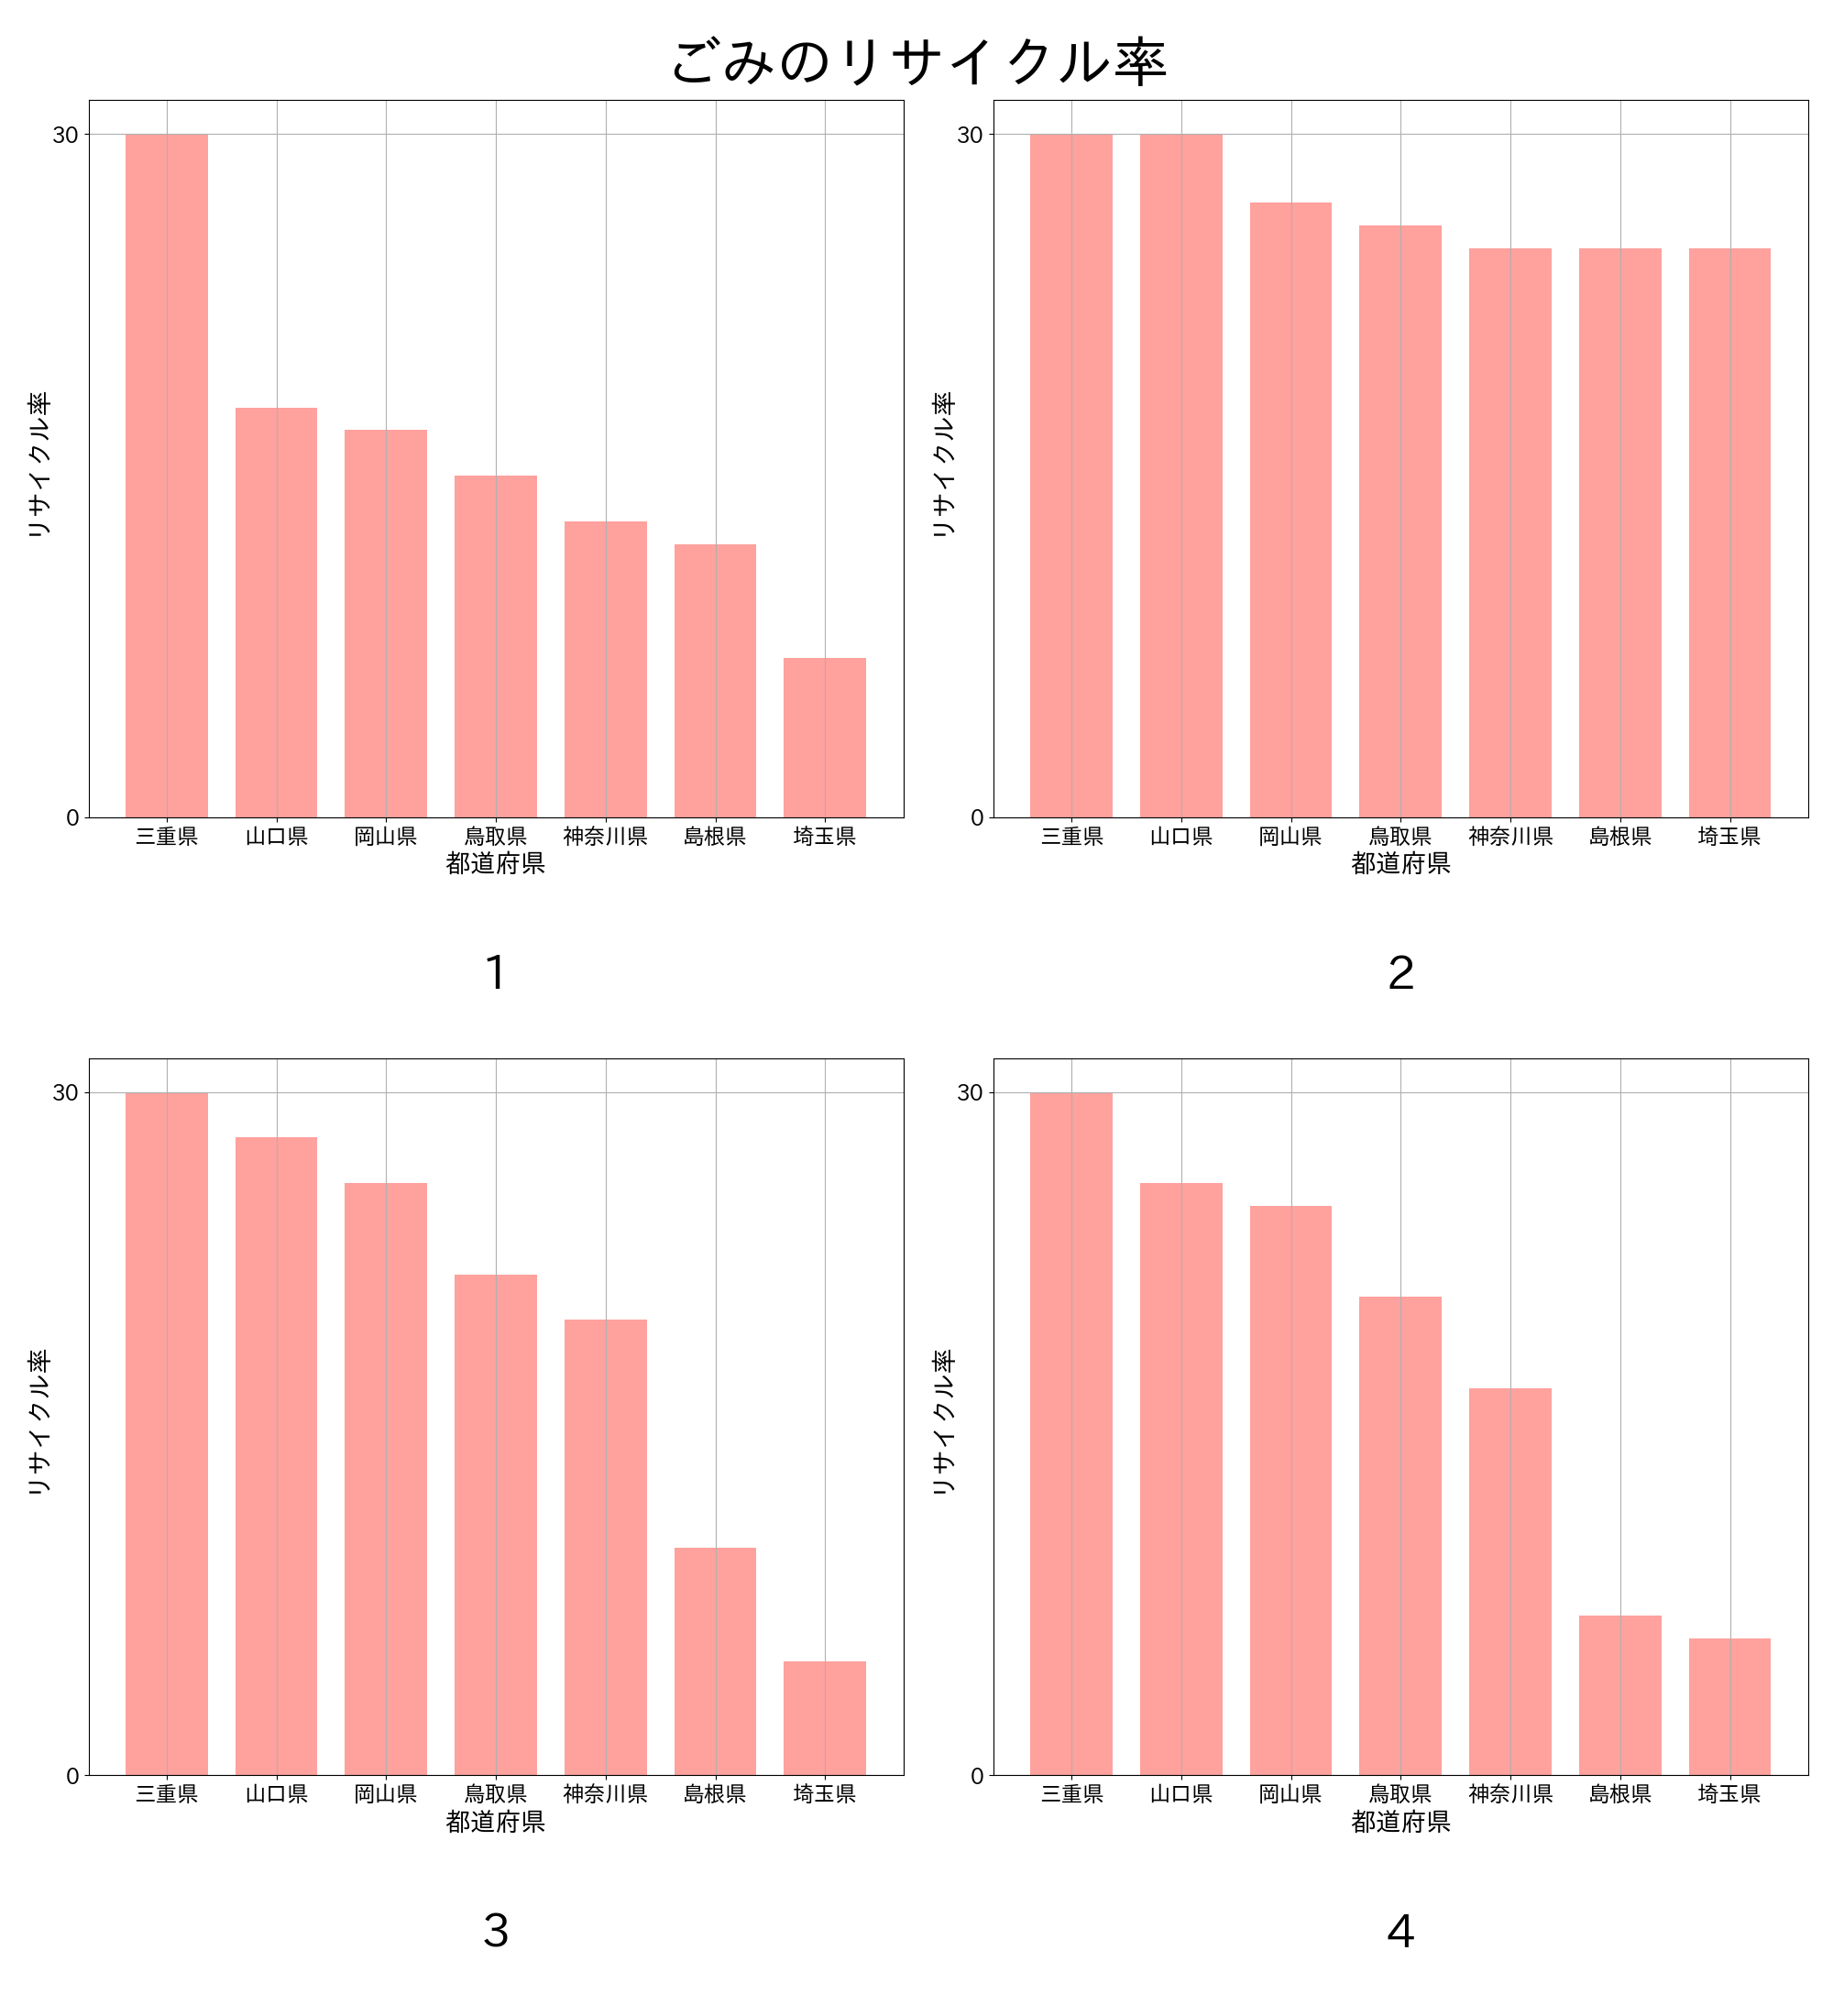 ごみのリサイクル率
30
0
リサイクル率
三重県 山口県 岡山県 鳥取県 神奈川県 島根県 埼玉県
都道府県
1
30
0
リサイクル率
三重県 山口県 岡山県 鳥取県 神奈川県 島根県 埼玉県
都道府県
2
30
0
リサイクル率
三重県 山口県 岡山県 鳥取県 神奈川県 島根県 埼玉県
都道府県
3
30
0
リサイクル率
三重県 山口県 岡山県 鳥取県 神奈川県 島根県 埼玉県
都道府県
4